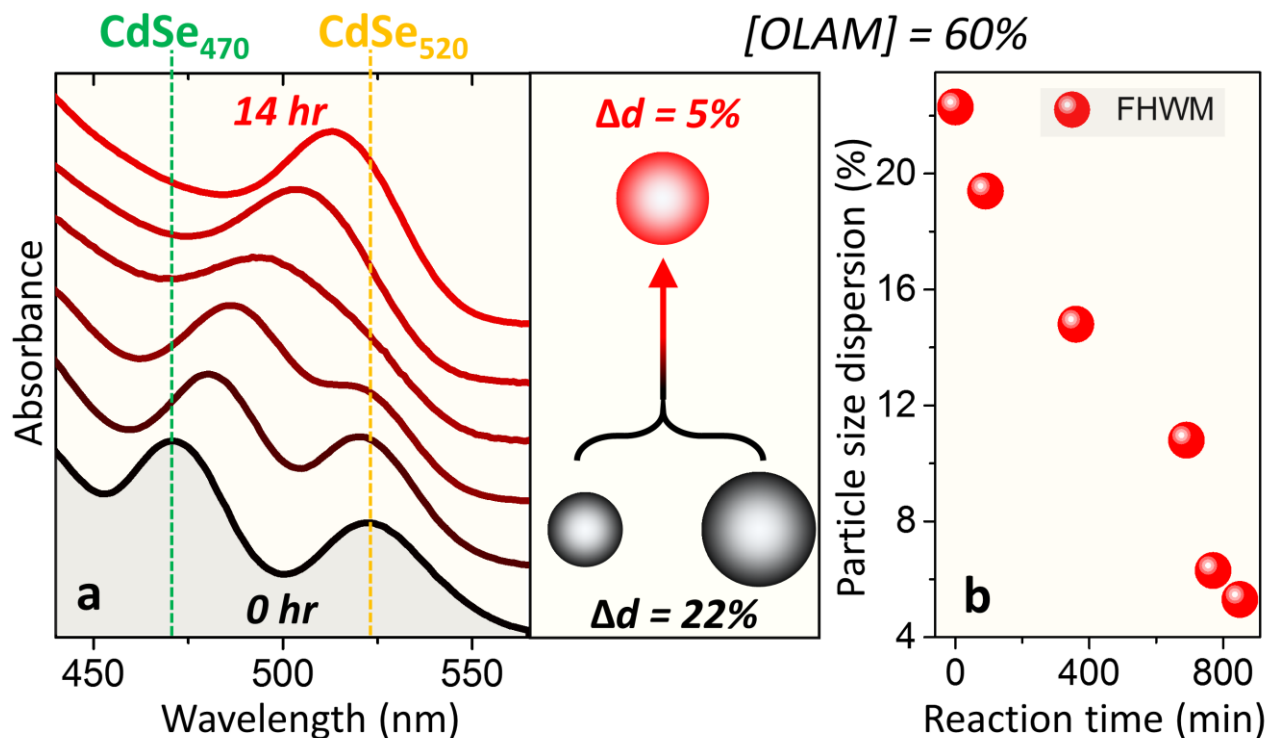 CdSe470
CdSe520
[OLAM] = 60%
14 hr
0 hr
a
Absorbance
450
500
550
Wavelength (nm)
Δd = 5%
Δd = 22%
FHWM
b
Particle size dispersion (%)
20
16
12
8
4
0
400
800
Reaction time (min)